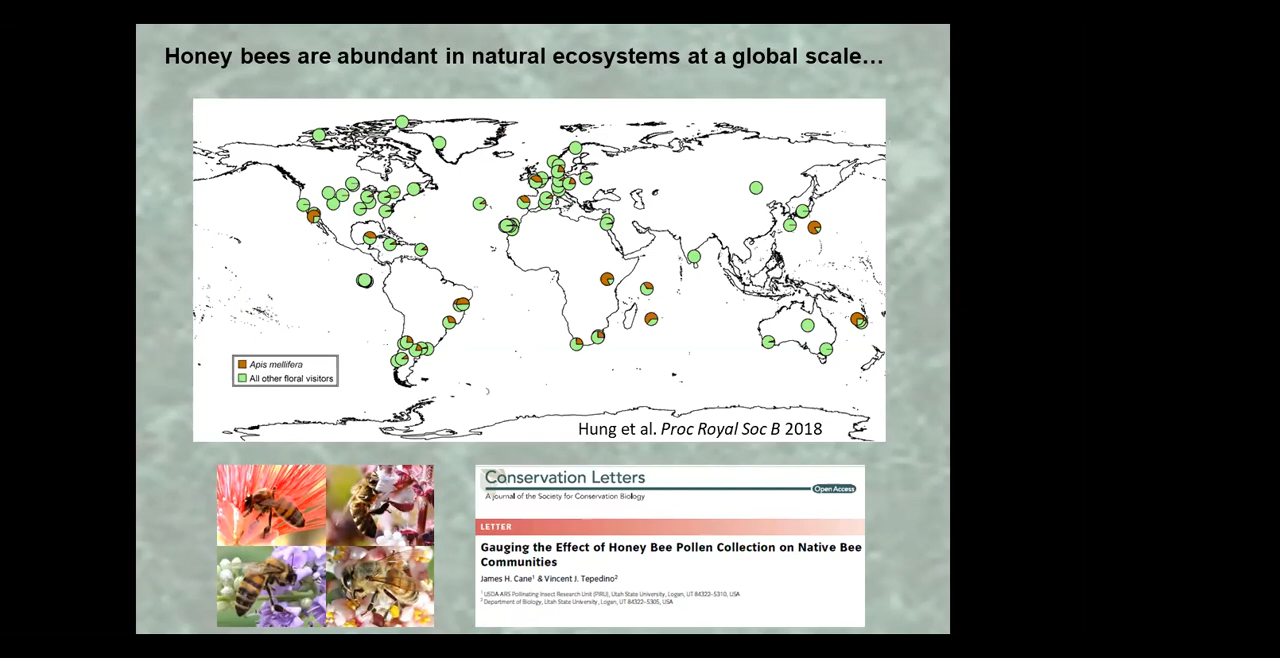 Honey bees are abundant in natural ecosystems at a global scale…
Apis mellifera
All other floral visitors
Hung et al. Proc Royal Soc B 2018
Conservation Letters
A journal of the Society for Conservation Biology
Open Access
LETTER
Gauging the Effect of Honey Bee Pollen Collection on Native Bee
Communities
James H. Cane¹ & Vincent J. Tepedino²
¹ USDA-ARS Pollinating Insect Research Unit (PIRU), Utah State University, Logan, UT 84322–5310, USA
² Department of Biology, Utah State University, Logan, UT 84322–5305, USA